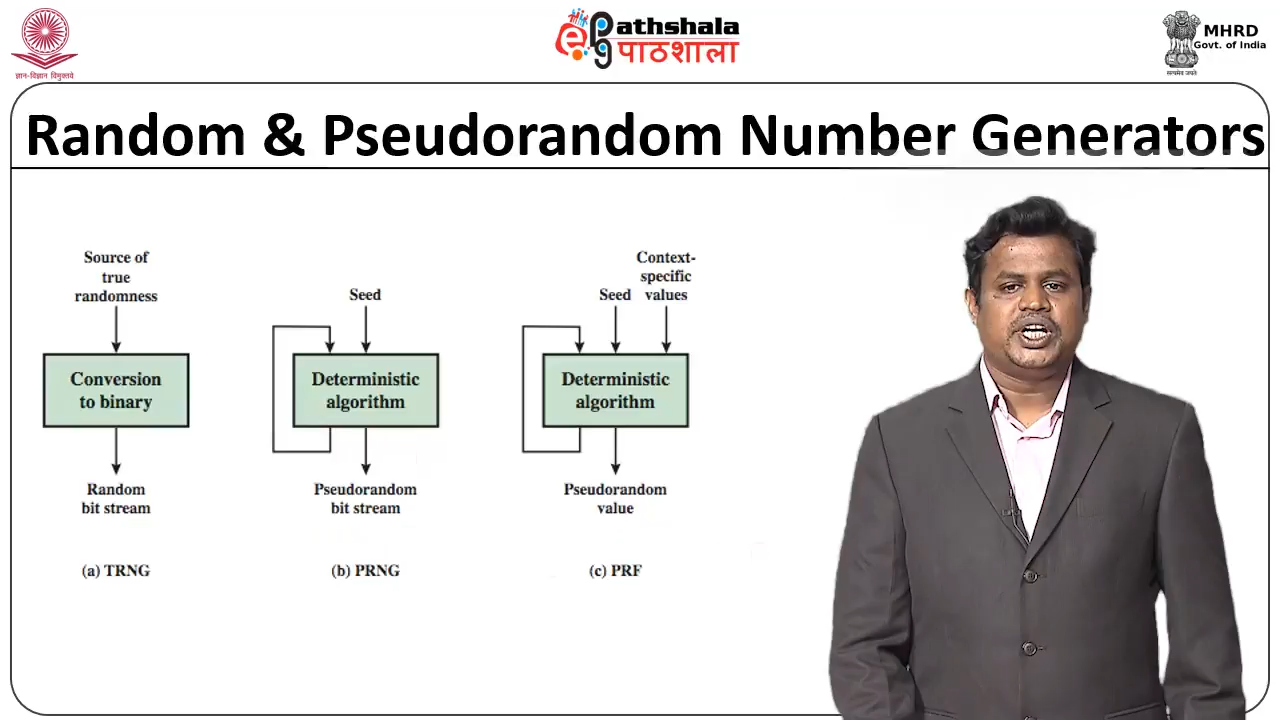 ज्ञान-विज्ञान विमुक्तये
ePathshala
पाठशाला
सत्यमेव जयते
MHRD
Govt. of India
Random & Pseudorandom Number Generators
Source of
true
randomness
Conversion
to binary
Random
bit stream
(a) TRNG
Seed
Deterministic
algorithm
Pseudorandom
bit stream
(b) PRNG
Seed
Context-
specific
values
Deterministic
algorithm
Pseudorandom
value
(c) PRF